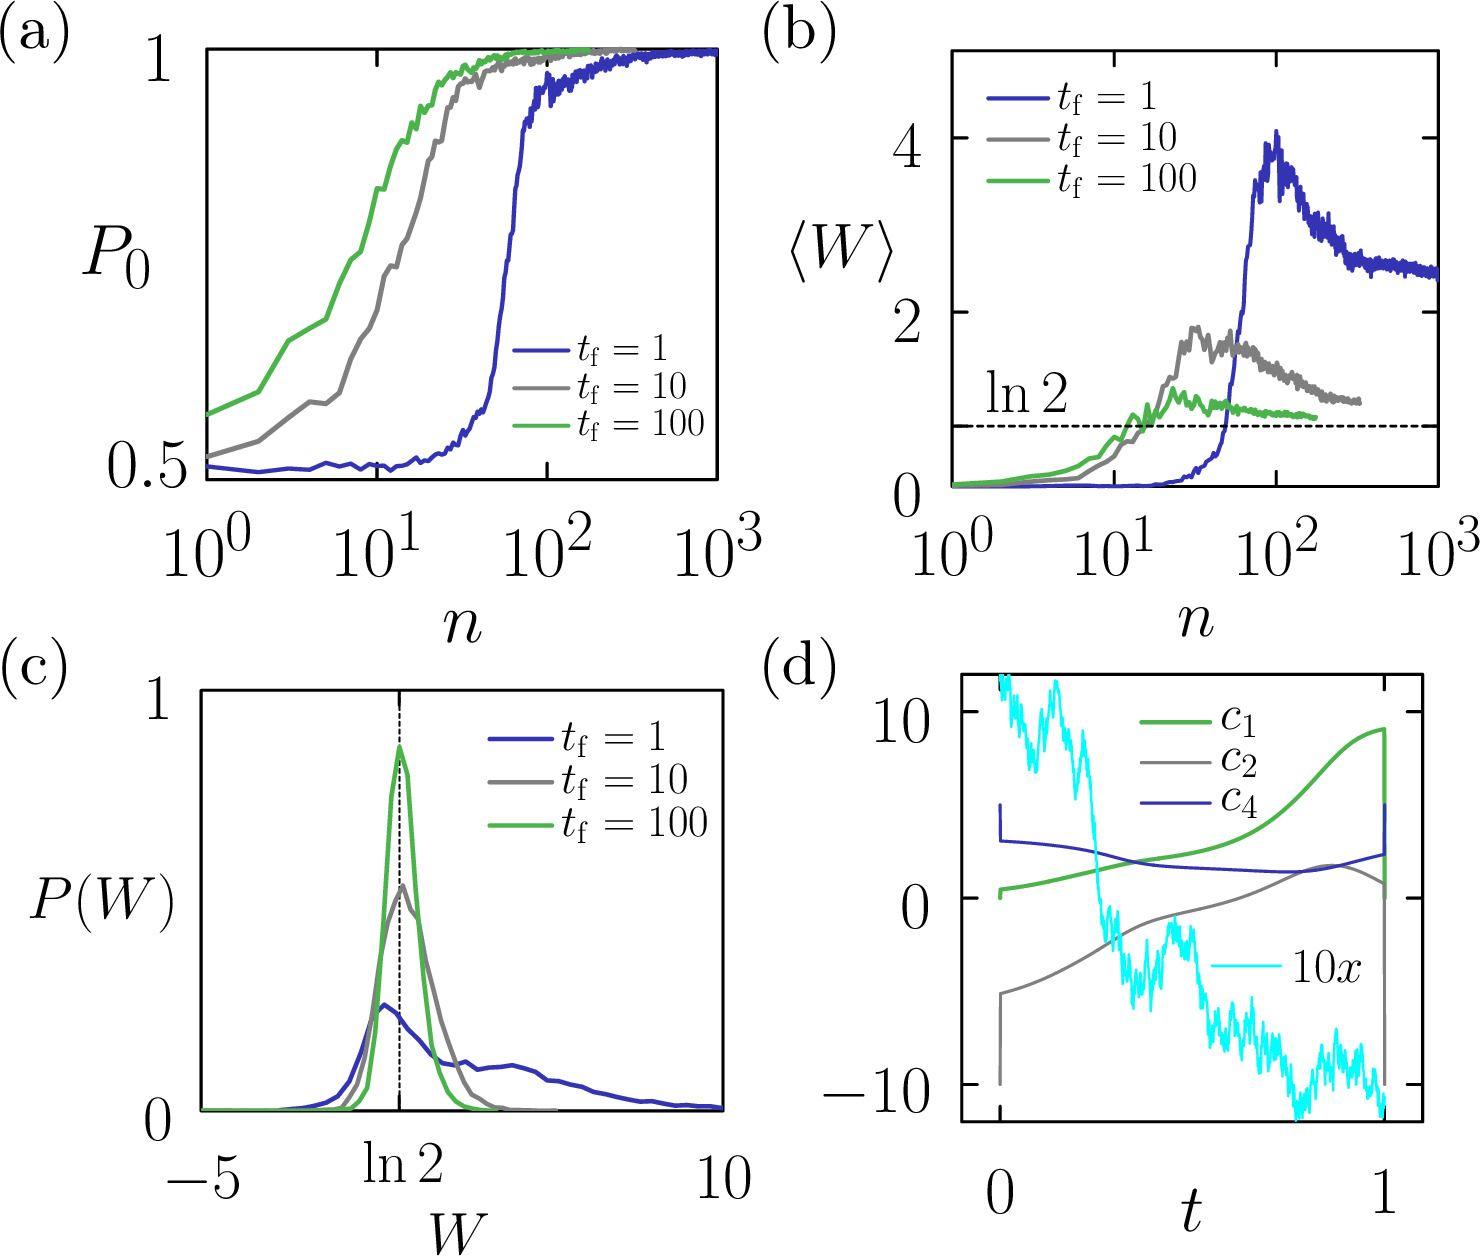 (a)
1
P0
0.5
tf = 1
tf = 10
tf = 100
10^0 10^1 10^2 10^3
n
(b)
4
⟨W⟩
2
ln 2
0
tf = 1
tf = 10
tf = 100
10^0 10^1 10^2 10^3
n
(c)
1
P(W)
0
tf = 1
tf = 10
tf = 100
−5 ln 2 10
W
(d)
10
0
−10
c1
c2
c4
10x
0 t 1